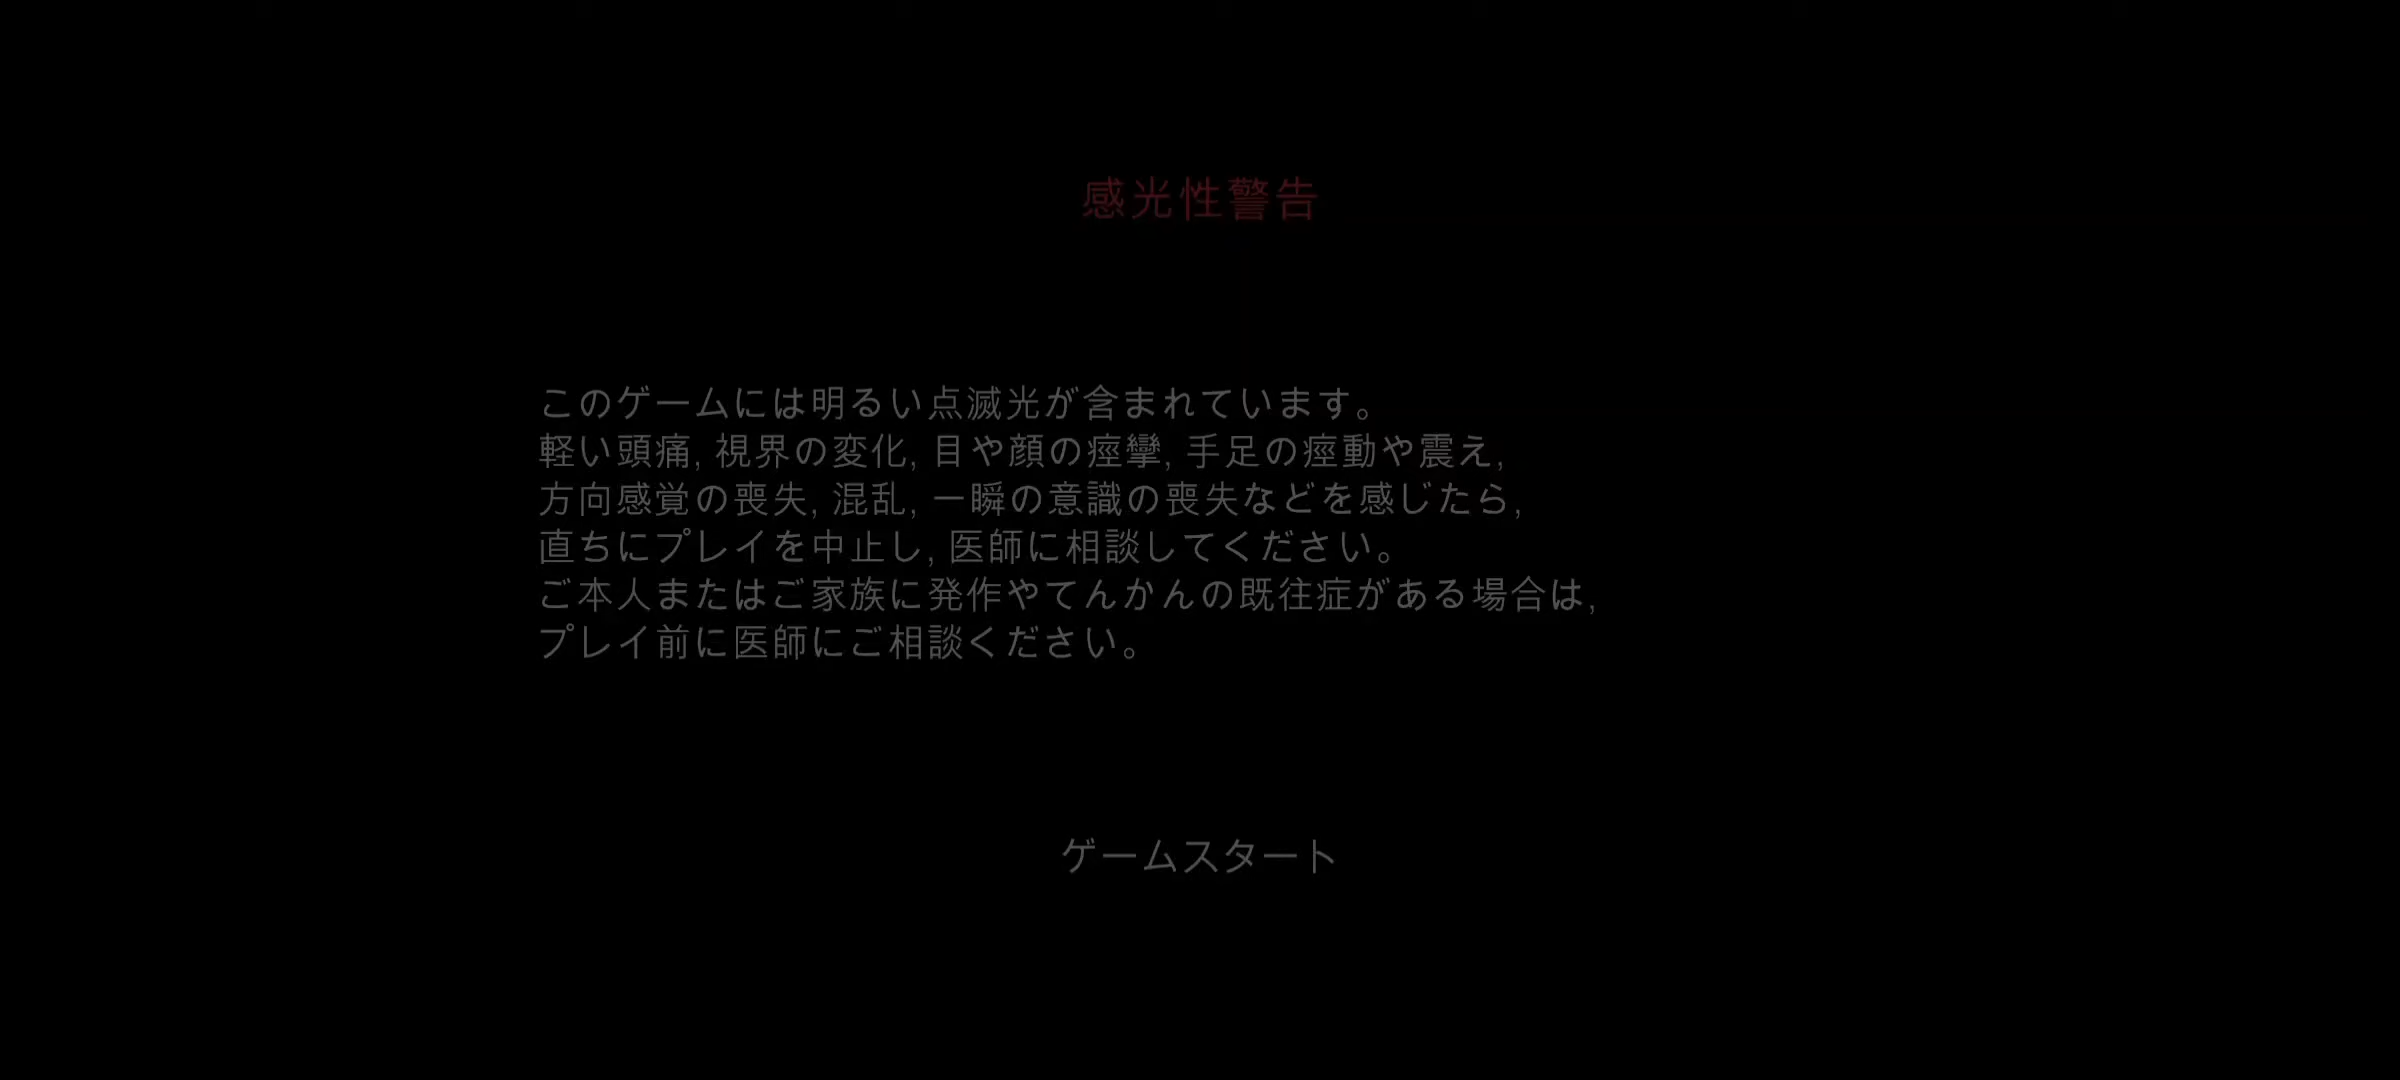 感光性警告
このゲームには明るい点滅光が含まれています。
軽い頭痛, 視界の変化, 目や顔の痙攣, 手足の痙動や震え,
方向感覚の喪失, 混乱, 一瞬の意識の喪失などを感じたら,
直ちにプレイを中止し, 医師に相談してください。
ご本人またはご家族に発作やてんかんの既往症がある場合は,
プレイ前に医師にご相談ください。
ゲームスタート